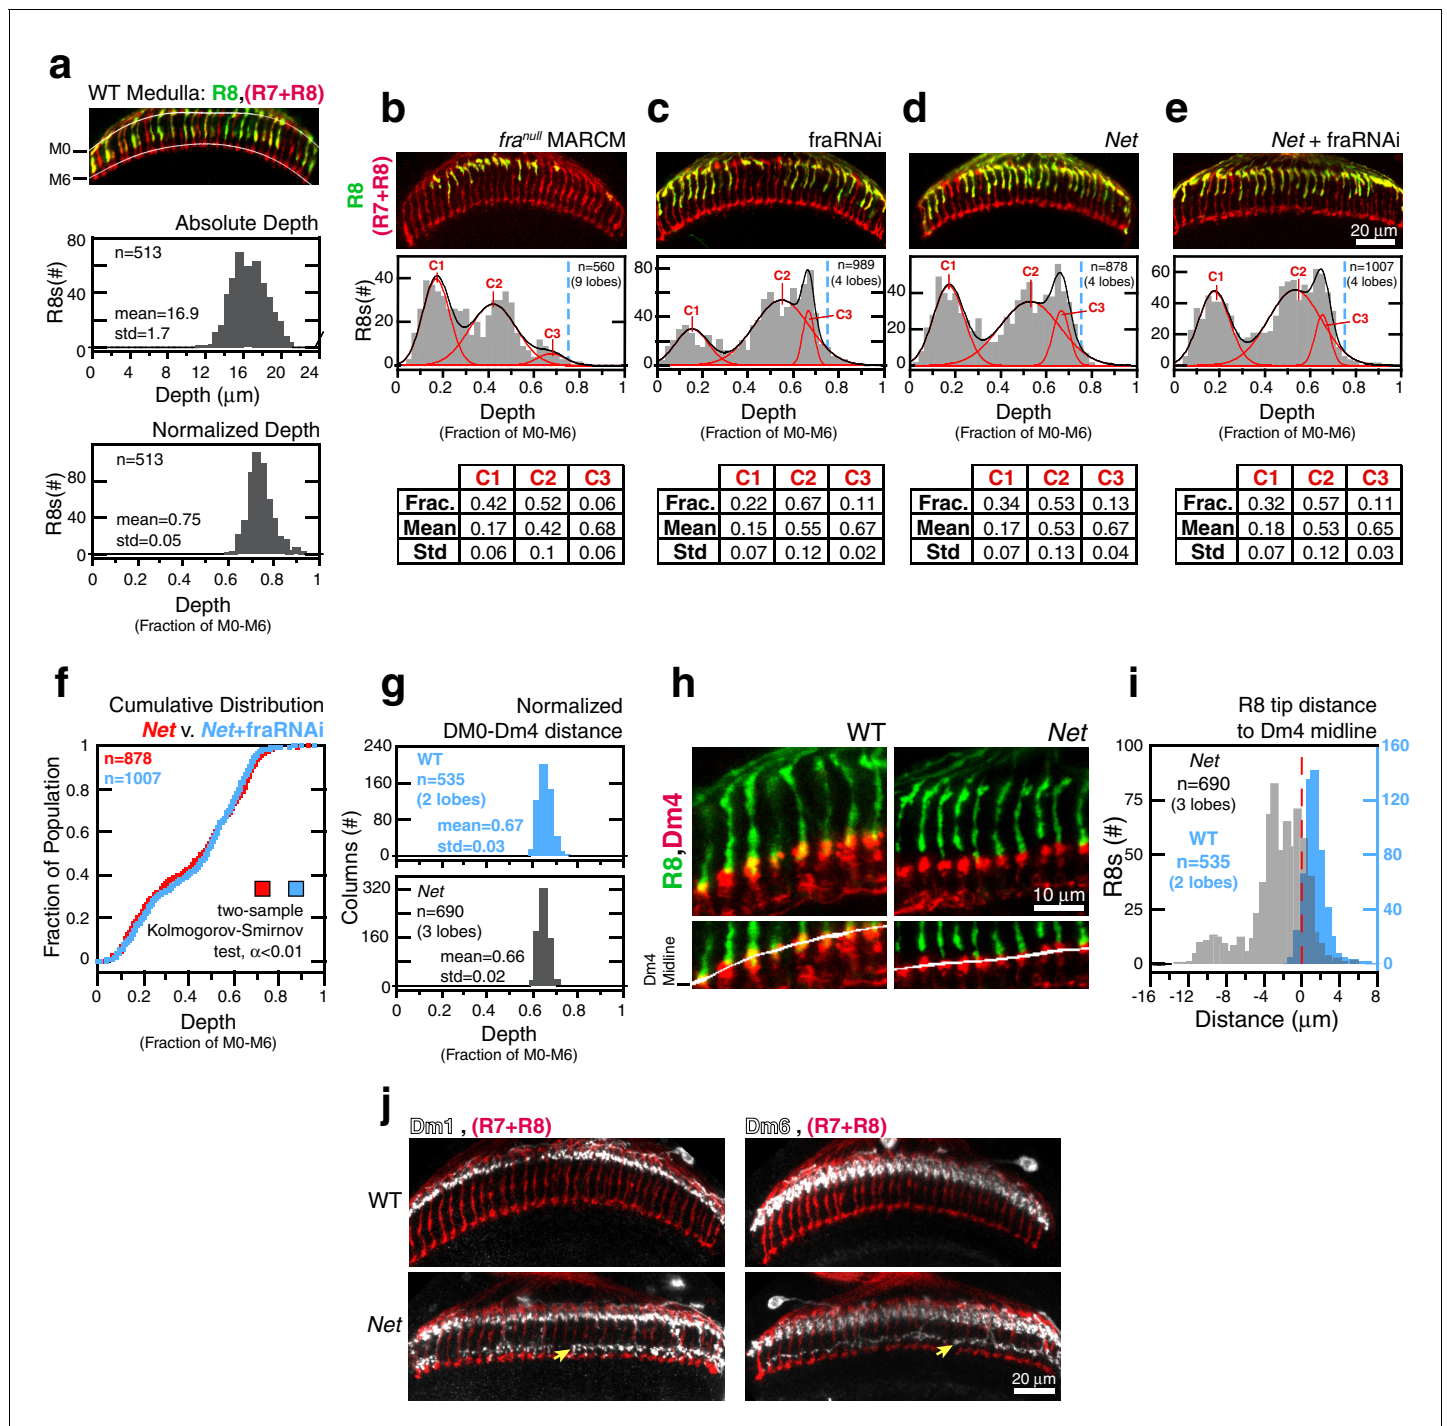 a
WT Medulla: R8,(R7+R8)
M0
M6
Absolute Depth
R8s(#)
80
40
0
n=513
mean=16.9
std=1.7
0 4 8 12 16 20 24
Depth (μm)
Normalized Depth
R8s(#)
80
40
0
n=513
mean=0.75
std=0.05
0 0.2 0.4 0.6 0.8 1
Depth
(Fraction of M0-M6)
b
fra^null MARCM
R8
(R7+R8)
R8s(#)
40
20
0
C1
C2
C3
n=560
(9 lobes)
0 0.2 0.4 0.6 0.8 1
Depth
(Fraction of M0-M6)
C1 C2 C3
Frac. 0.42 0.52 0.06
Mean 0.17 0.42 0.68
Std 0.06 0.1 0.06
c
fraRNAi
80
40
0
C1
C2
C3
n=989
(4 lobes)
0 0.2 0.4 0.6 0.8 1
Depth
(Fraction of M0-M6)
C1 C2 C3
Frac. 0.22 0.67 0.11
Mean 0.15 0.55 0.67
Std 0.07 0.12 0.02
d
Net
40
20
0
C1
C2
C3
n=878
(4 lobes)
0 0.2 0.4 0.6 0.8 1
Depth
(Fraction of M0-M6)
C1 C2 C3
Frac. 0.34 0.53 0.13
Mean 0.17 0.53 0.67
Std 0.07 0.13 0.04
e
Net + fraRNAi
20 μm
60
40
20
0
C1
C2
C3
n=1007
(4 lobes)
0 0.2 0.4 0.6 0.8 1
Depth
(Fraction of M0-M6)
C1 C2 C3
Frac. 0.32 0.57 0.11
Mean 0.18 0.53 0.65
Std 0.07 0.12 0.03
f
Cumulative Distribution
Net v. Net+fraRNAi
Fraction of Population
1
0.8
0.6
0.4
0.2
0
n=878
n=1007
two-sample
Kolmogorov-Smirnov
test, α<0.01
0 0.2 0.4 0.6 0.8 1
Depth
(Fraction of M0-M6)
g
Normalized
DM0-Dm4 distance
Columns (#)
240
160
80
0
WT
n=535
(2 lobes)
mean=0.67
std=0.03
320
160
0
Net
n=690
(3 lobes)
mean=0.66
std=0.02
0 0.2 0.4 0.6 0.8 1
Depth
(Fraction of M0-M6)
h
WT
Net
R8,Dm4
10 μm
Dm4
Midline
i
R8 tip distance
to Dm4 midline
R8s (#)
100
75
50
25
0
Net
n=690
(3 lobes)
WT
n=535
(2 lobes)
160
120
80
40
0
-16 -12 -8 -4 0 4 8
Distance (μm)
j
Dm1 , (R7+R8)
Dm6 , (R7+R8)
WT
Net
20 μm